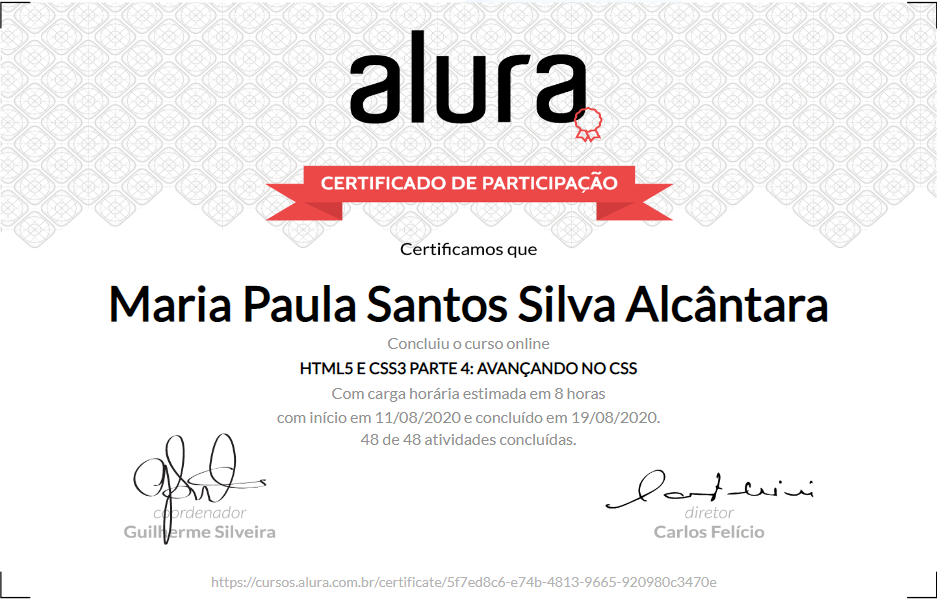 alura
CERTIFICADO DE PARTICIPAÇÃO
Certificamos que
Maria Paula Santos Silva Alcântara
Concluiu o curso online
HTML5 E CSS3 PARTE 4: AVANÇANDO NO CSS
Com carga horária estimada em 8 horas
com início em 11/08/2020 e concluído em 19/08/2020.
48 de 48 atividades concluídas.
coordenador
Guilherme Silveira
diretor
Carlos Felício
https://cursos.alura.com.br/certificate/5f7ed8c6-e74b-4813-9665-920980c3470e